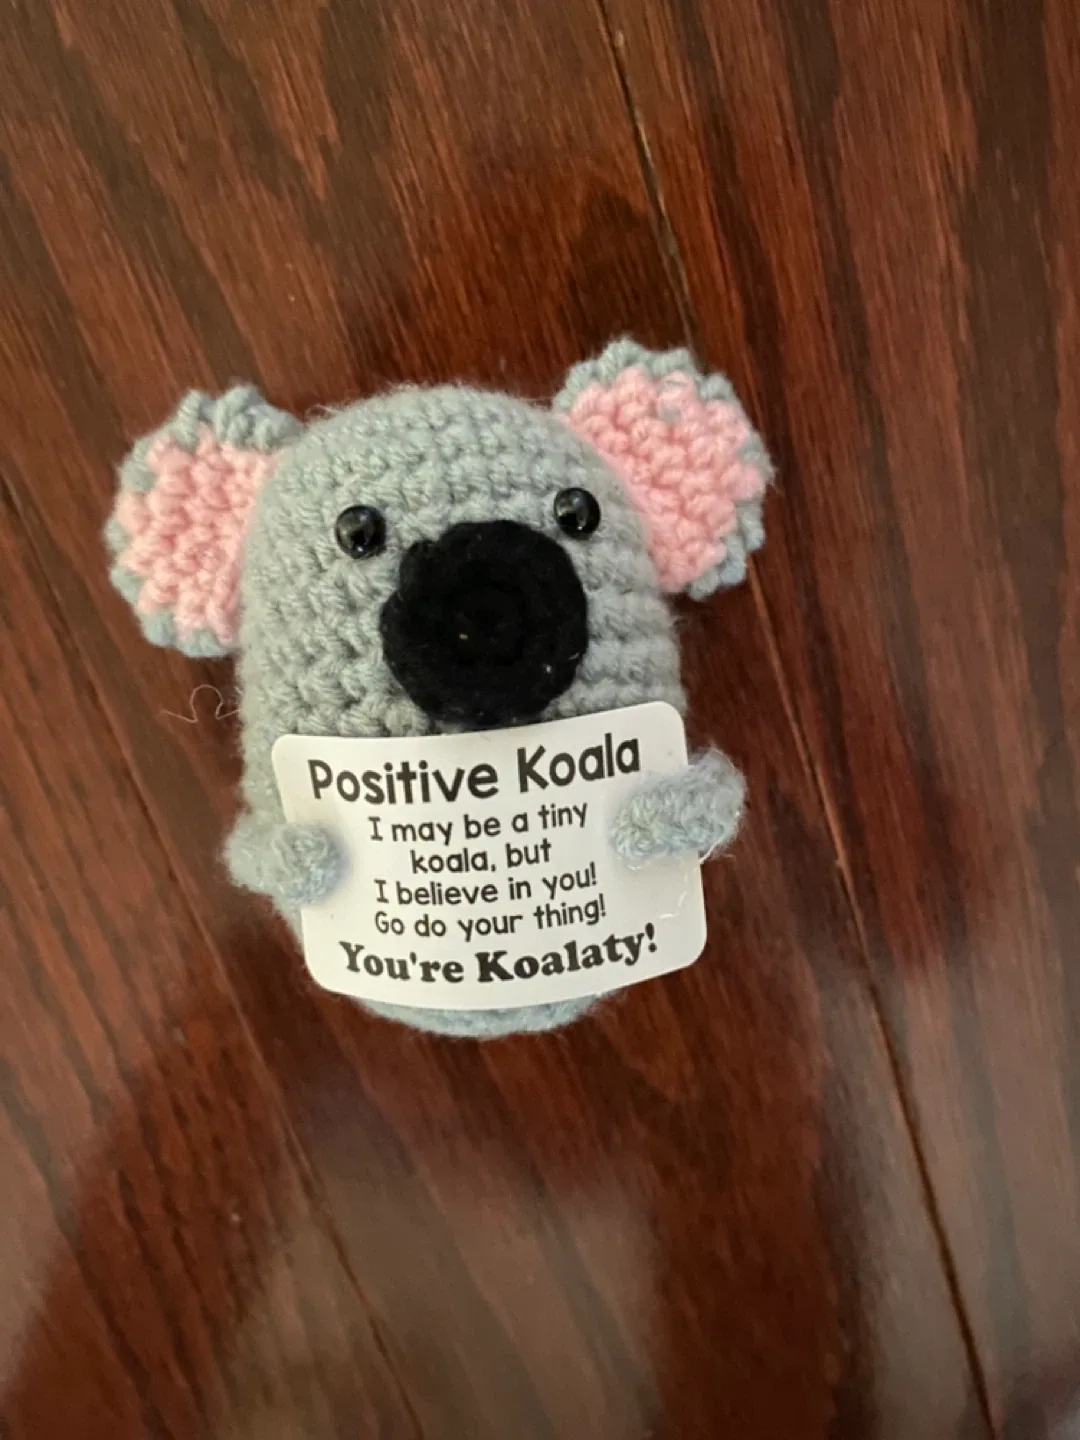 Positive Koala
I may be a tiny
koala, but
I believe in you!
Go do your thing!
You're Koalaty!